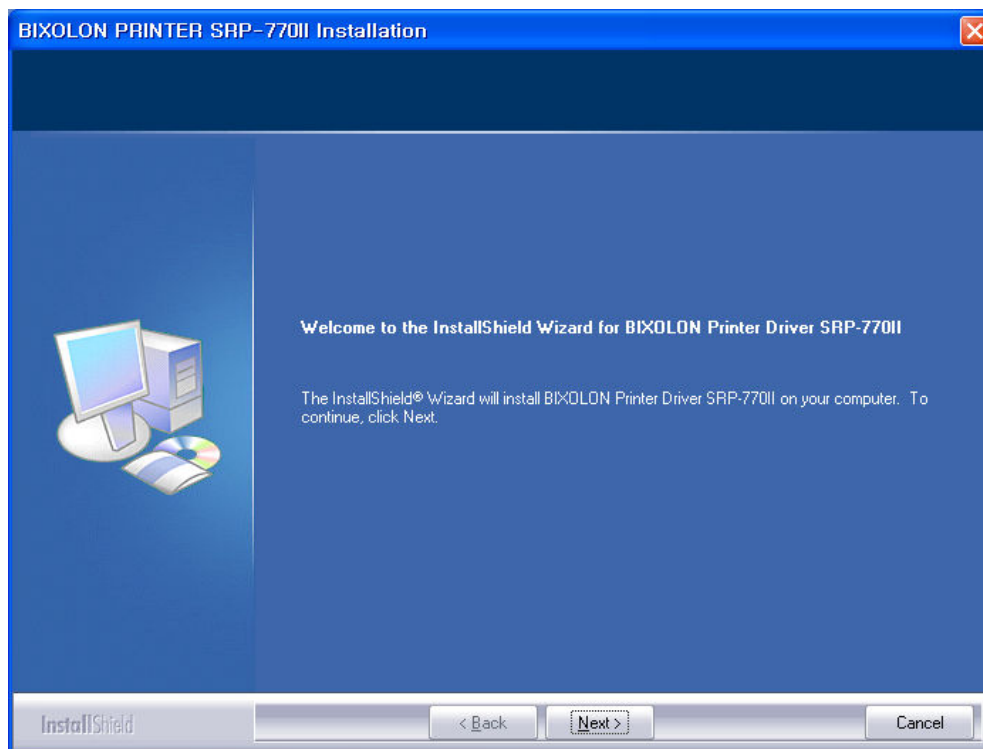 BIXOLON PRINTER SRP-770II Installation
Welcome to the InstallShield Wizard for BIXOLON Printer Driver SRP-770II
The InstallShield® Wizard will install BIXOLON Printer Driver SRP-770II on your computer.  To
continue, click Next.
InstallShield
< Back
Next >
Cancel